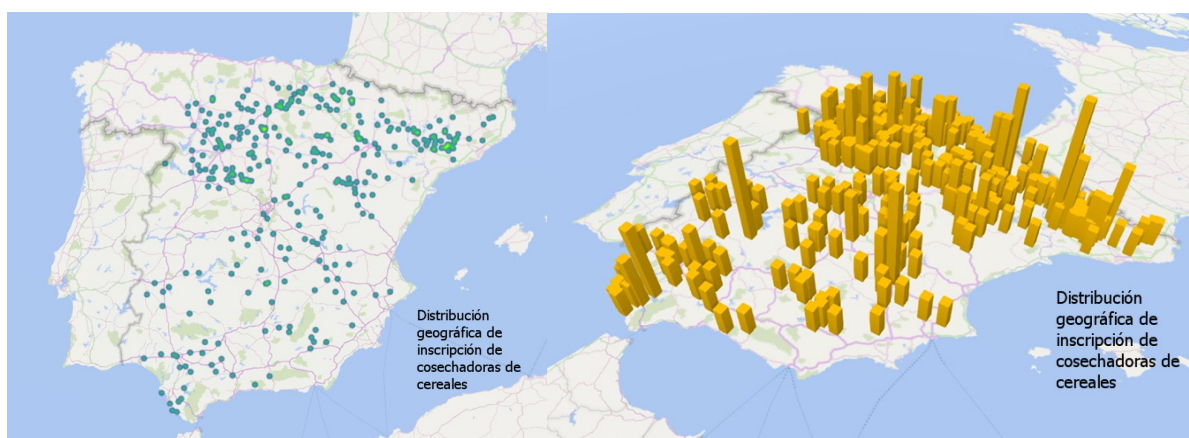 Distribución
geográfica de
inscripción de
cosechadoras de
cereales
Distribución
geográfica de
inscripción de
cosechadoras de
cereales